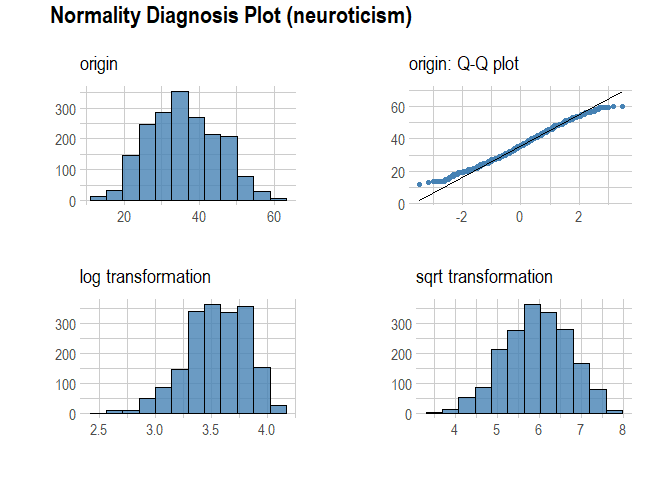 Normality Diagnosis Plot (neuroticism)
origin
300
200
100
0
20 40 60
origin: Q-Q plot
60
40
20
0
-2 0 2
log transformation
300
200
100
0
2.5 3.0 3.5 4.0
sqrt transformation
300
200
100
0
4 5 6 7 8